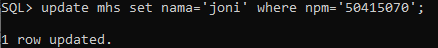 SQL> update mhs set nama='joni' where npm='50415070';
1 row updated.